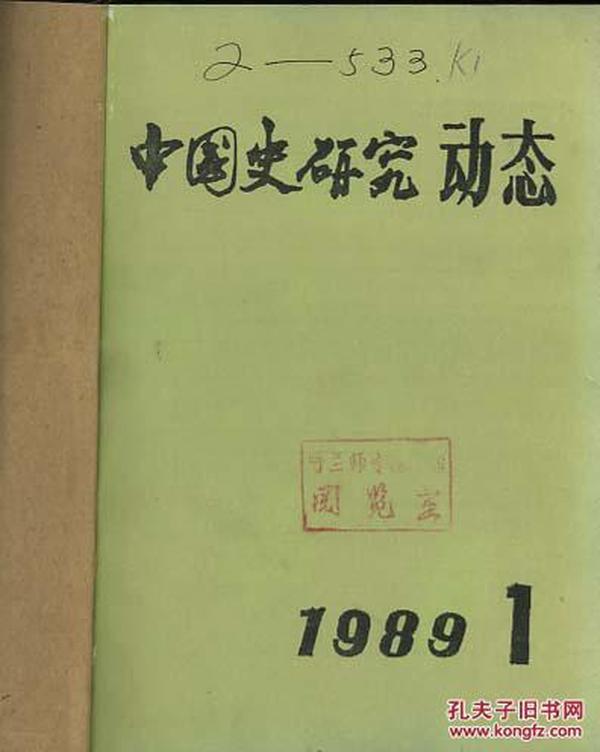 2—533.K1
中国史研究动态
阅览室
1989 1
孔夫子旧书网
www.kongfz.com